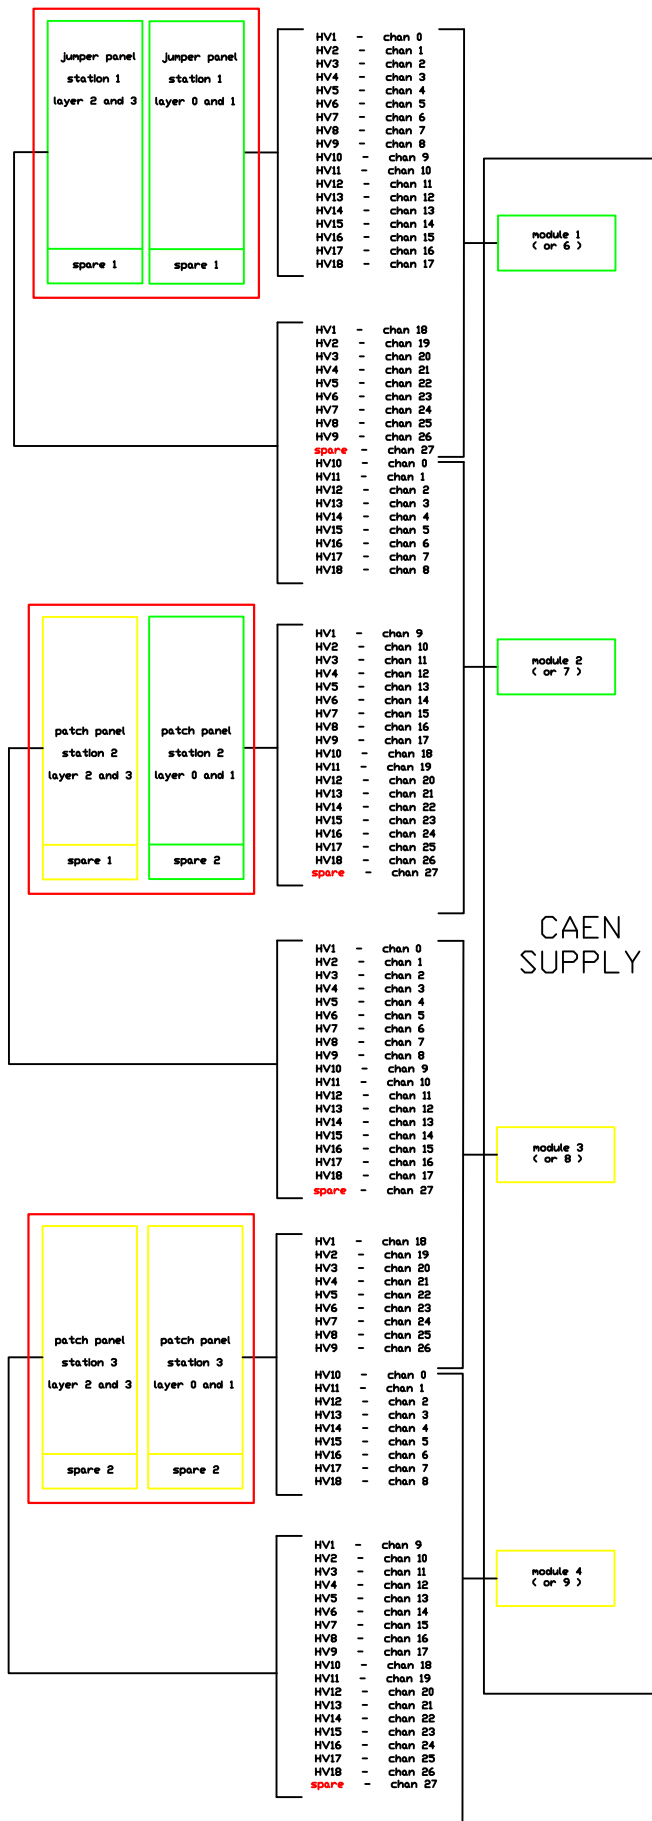 jumper panel
station 1
layer 2 and 3
spare 1
jumper panel
station 1
layer 0 and 1
spare 1
HV1 - chan 0
HV2 - chan 1
HV3 - chan 2
HV4 - chan 3
HV5 - chan 4
HV6 - chan 5
HV7 - chan 6
HV8 - chan 7
HV9 - chan 8
HV10 - chan 9
HV11 - chan 10
HV12 - chan 11
HV13 - chan 12
HV14 - chan 13
HV15 - chan 14
HV16 - chan 15
HV17 - chan 16
HV18 - chan 17
module 1
( or 6 )
HV1 - chan 18
HV2 - chan 19
HV3 - chan 20
HV4 - chan 21
HV5 - chan 22
HV6 - chan 23
HV7 - chan 24
HV8 - chan 25
HV9 - chan 26
spare - chan 27
HV10 - chan 0
HV11 - chan 1
HV12 - chan 2
HV13 - chan 3
HV14 - chan 4
HV15 - chan 5
HV16 - chan 6
HV17 - chan 7
HV18 - chan 8
patch panel
station 2
layer 2 and 3
spare 1
patch panel
station 2
layer 0 and 1
spare 2
HV1 - chan 9
HV2 - chan 10
HV3 - chan 11
HV4 - chan 12
HV5 - chan 13
HV6 - chan 14
HV7 - chan 15
HV8 - chan 16
HV9 - chan 17
HV10 - chan 18
HV11 - chan 19
HV12 - chan 20
HV13 - chan 21
HV14 - chan 22
HV15 - chan 23
HV16 - chan 24
HV17 - chan 25
HV18 - chan 26
spare - chan 27
module 2
( or 7 )
CAEN
SUPPLY
HV1 - chan 0
HV2 - chan 1
HV3 - chan 2
HV4 - chan 3
HV5 - chan 4
HV6 - chan 5
HV7 - chan 6
HV8 - chan 7
HV9 - chan 8
HV10 - chan 9
HV11 - chan 10
HV12 - chan 11
HV13 - chan 12
HV14 - chan 13
HV15 - chan 14
HV16 - chan 15
HV17 - chan 16
HV18 - chan 17
spare - chan 27
module 3
( or 8 )
patch panel
station 3
layer 2 and 3
spare 2
patch panel
station 3
layer 0 and 1
spare 2
HV1 - chan 18
HV2 - chan 19
HV3 - chan 20
HV4 - chan 21
HV5 - chan 22
HV6 - chan 23
HV7 - chan 24
HV8 - chan 25
HV9 - chan 26
HV10 - chan 0
HV11 - chan 1
HV12 - chan 2
HV13 - chan 3
HV14 - chan 4
HV15 - chan 5
HV16 - chan 6
HV17 - chan 7
HV18 - chan 8
HV1 - chan 9
HV2 - chan 10
HV3 - chan 11
HV4 - chan 12
HV5 - chan 13
HV6 - chan 14
HV7 - chan 15
HV8 - chan 16
HV9 - chan 17
HV10 - chan 18
HV11 - chan 19
HV12 - chan 20
HV13 - chan 21
HV14 - chan 22
HV15 - chan 23
HV16 - chan 24
HV17 - chan 25
HV18 - chan 26
spare - chan 27
module 4
( or 9 )